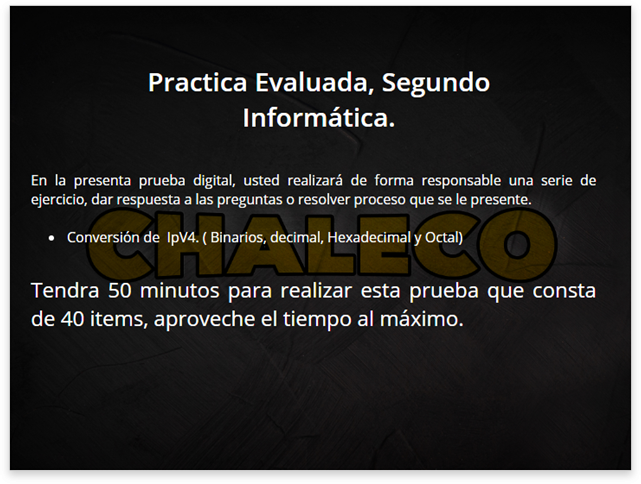 Practica Evaluada, Segundo
Informática.
En la presenta prueba digital, usted realizará de forma responsable una serie de
ejercicio, dar respuesta a las preguntas o resolver proceso que se le presente.
• Conversión de IpV4. ( Binarios, decimal, Hexadecimal y Octal)
CHALECO
Tendra 50 minutos para realizar esta prueba que consta
de 40 items, aproveche el tiempo al máximo.